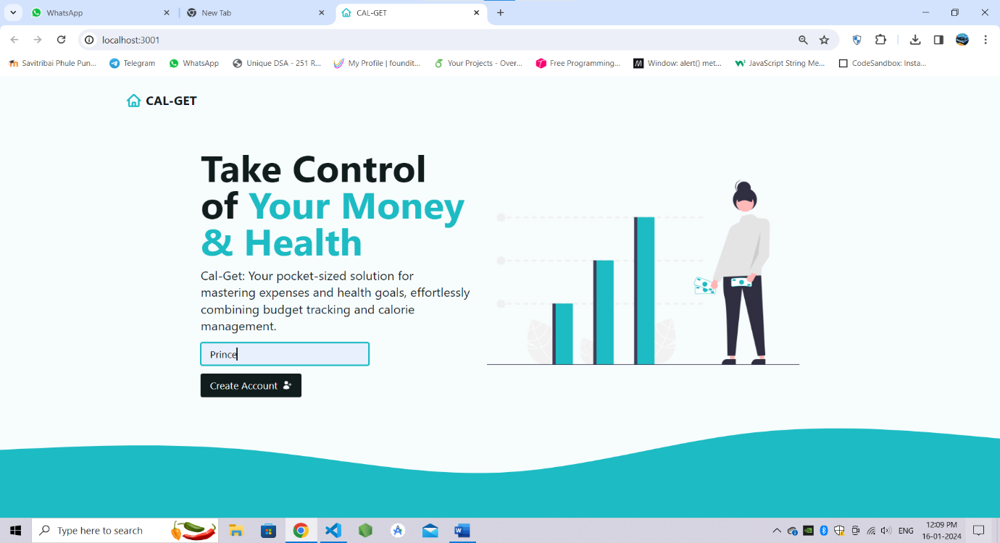 WhatsApp
New Tab
CAL-GET
localhost:3001
Savitribai Phule Pun...
Telegram
WhatsApp
Unique DSA - 251 R...
My Profile | foundit...
Your Projects - Over...
Free Programming...
Window: alert() met...
JavaScript String Me...
CodeSandbox: Insta...
CAL-GET
Take Control
of Your Money
& Health
Cal-Get: Your pocket-sized solution for
mastering expenses and health goals, effortlessly
combining budget tracking and calorie
management.
Prince
Create Account
Type here to search
ENG
12:09 PM
16-01-2024